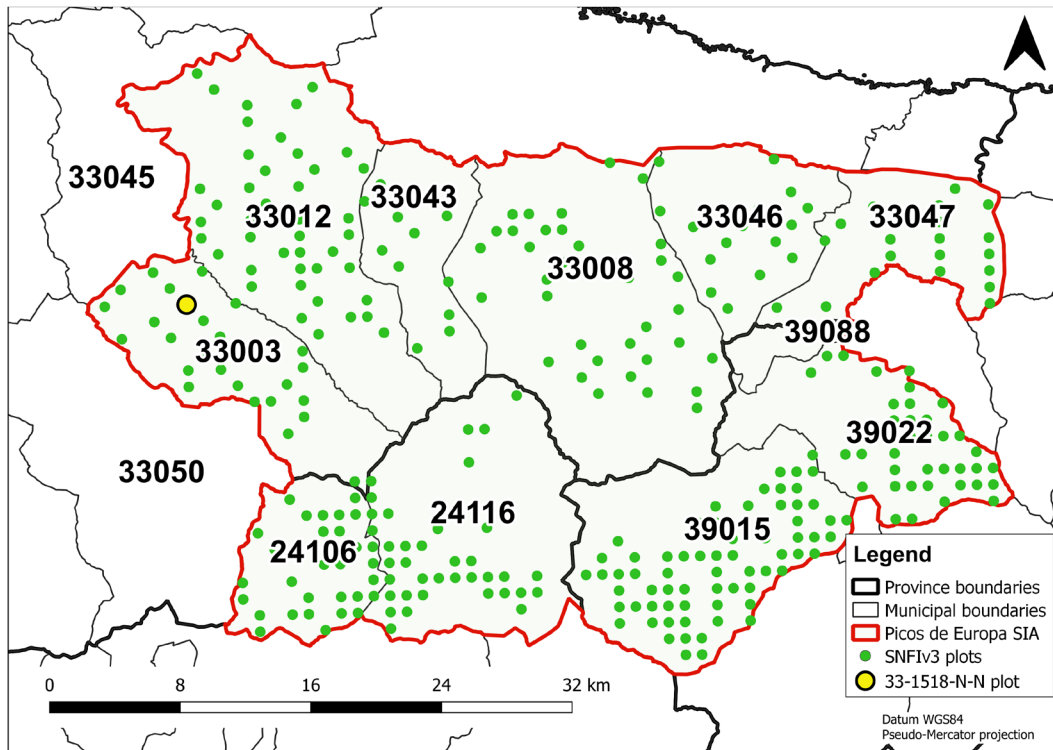 33045
33012
33043
33046
33047
33008
39088
33003
39022
33050
24116
39015
24106
Legend
Province boundaries
Municipal boundaries
Picos de Europa SIA
SNFIv3 plots
33-1518-N-N plot
0 8 16 24 32 km
Datum WGS84
Pseudo-Mercator projection